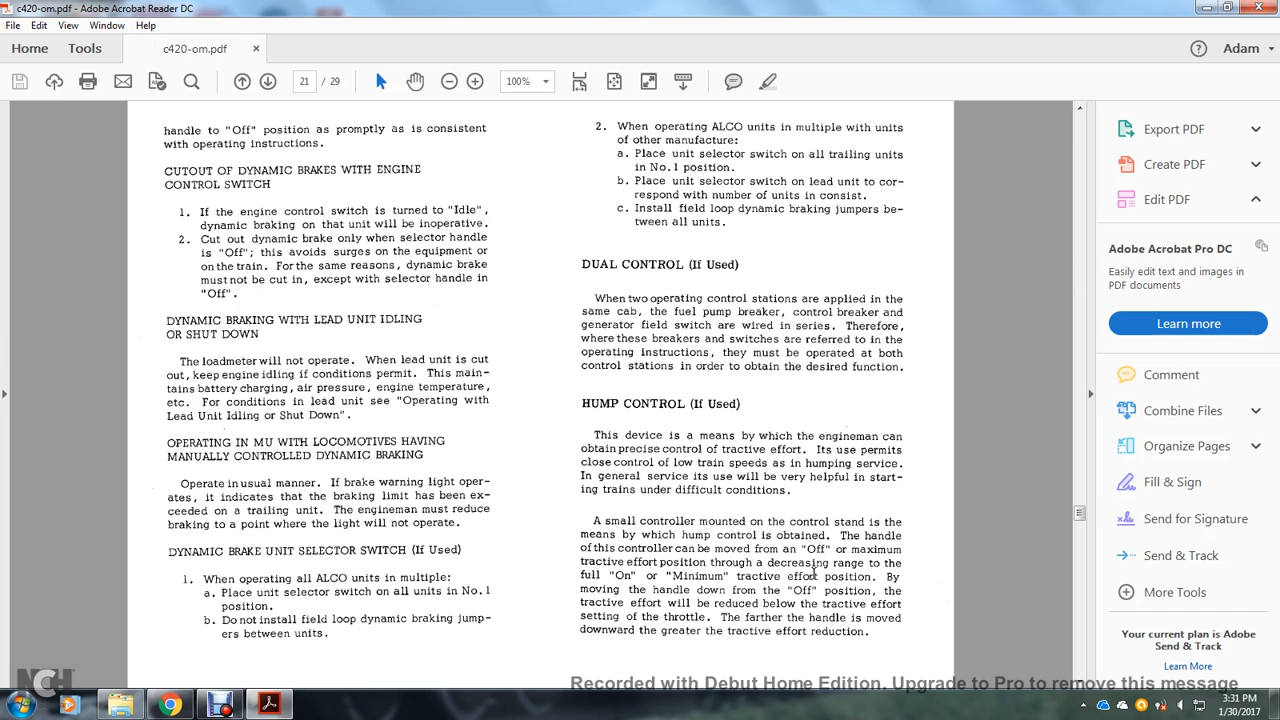 c420-om.pdf - Adobe Acrobat Reader DC
File Edit View Window Help
Home Tools c420-om.pdf × Adam
21 / 29 100%
handle to "Off" position as promptly as is consistent
with operating instructions.
CUTOUT OF DYNAMIC BRAKES WITH ENGINE
CONTROL SWITCH
1. If the engine control switch is turned to "Idle",
dynamic braking on that unit will be inoperative.
2. Cut out dynamic brake only when selector handle
is "Off"; this avoids surges on the equipment or
on the train. For the same reasons, dynamic brake
must not be cut in, except with selector handle in
"Off".
DYNAMIC BRAKING WITH LEAD UNIT IDLING
OR SHUT DOWN
The loadmeter will not operate. When lead unit is cut
out, keep engine idling if conditions permit. This main-
tains battery charging, air pressure, engine temperature,
etc. For conditions in lead unit see "Operating with
Lead Unit Idling or Shut Down".
OPERATING IN MU WITH LOCOMOTIVES HAVING
MANUALLY CONTROLLED DYNAMIC BRAKING
Operate in usual manner. If brake warning light oper-
ates, it indicates that the braking limit has been ex-
ceeded on a trailing unit. The engineman must reduce
braking to a point where the light will not operate.
DYNAMIC BRAKE UNIT SELECTOR SWITCH (If Used)
1. When operating all ALCO units in multiple:
a. Place unit selector switch on all units in No.1
position.
b. Do not install field loop dynamic braking jump-
ers between units.
2. When operating ALCO units in multiple with units
of other manufacture:
a. Place unit selector switch on all trailing units
in No.1 position.
b. Place unit selector switch on lead unit to cor-
respond with number of units in consist.
c. Install field loop dynamic braking jumpers be-
tween all units.
DUAL CONTROL (If Used)
When two operating control stations are applied in the
same cab, the fuel pump breaker, control breaker and
generator field switch are wired in series. Therefore,
where these breakers and switches are referred to in the
operating instructions, they must be operated at both
control stations in order to obtain the desired function.
HUMP CONTROL (If Used)
This device is a means by which the engineman can
obtain precise control of tractive effort. Its use permits
close control of low train speeds as in humping service.
In general service its use will be very helpful in start-
ing trains under difficult conditions.
A small controller mounted on the control stand is the
means by which hump control is obtained. The handle
of this controller can be moved from an "Off" or maximum
tractive effort position through a decreasing range to the
full "On" or "Minimum" tractive effort position. By
moving the handle down from the "Off" position, the
tractive effort will be reduced below the tractive effort
setting of the throttle. The farther the handle is moved
downward the greater the tractive effort reduction.
Export PDF
Create PDF
Edit PDF
Adobe Acrobat Pro DC
Easily edit text and images in
PDF documents
Learn more
Comment
Combine Files
Organize Pages
Fill & Sign
Send for Signature
Send & Track
More Tools
Your current plan is Adobe
Send & Track
Learn More
NCH
Recorded with Debut Home Edition. Upgrade to Pro to remove this message
3:31 PM
1/30/2017